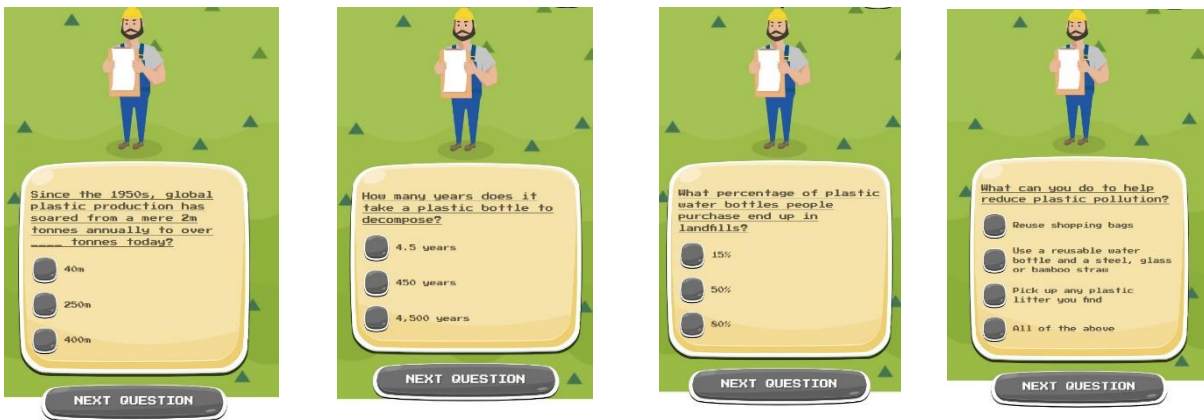 Since the 1950s, global
plastic production has
soared from a mere 2m
tonnes annually to over
____ tonnes today?
40m
250m
400m
NEXT QUESTION
How many years does it
take a plastic bottle to
decompose?
4.5 years
450 years
4,500 years
NEXT QUESTION
What percentage of plastic
water bottles people
purchase end up in
landfills?
15%
50%
80%
NEXT QUESTION
What can you do to help
reduce plastic pollution?
Reuse shopping bags
Use a reusable water
bottle and a steel, glass
or bamboo straw
Pick up any plastic
litter you find
All of the above
NEXT QUESTION